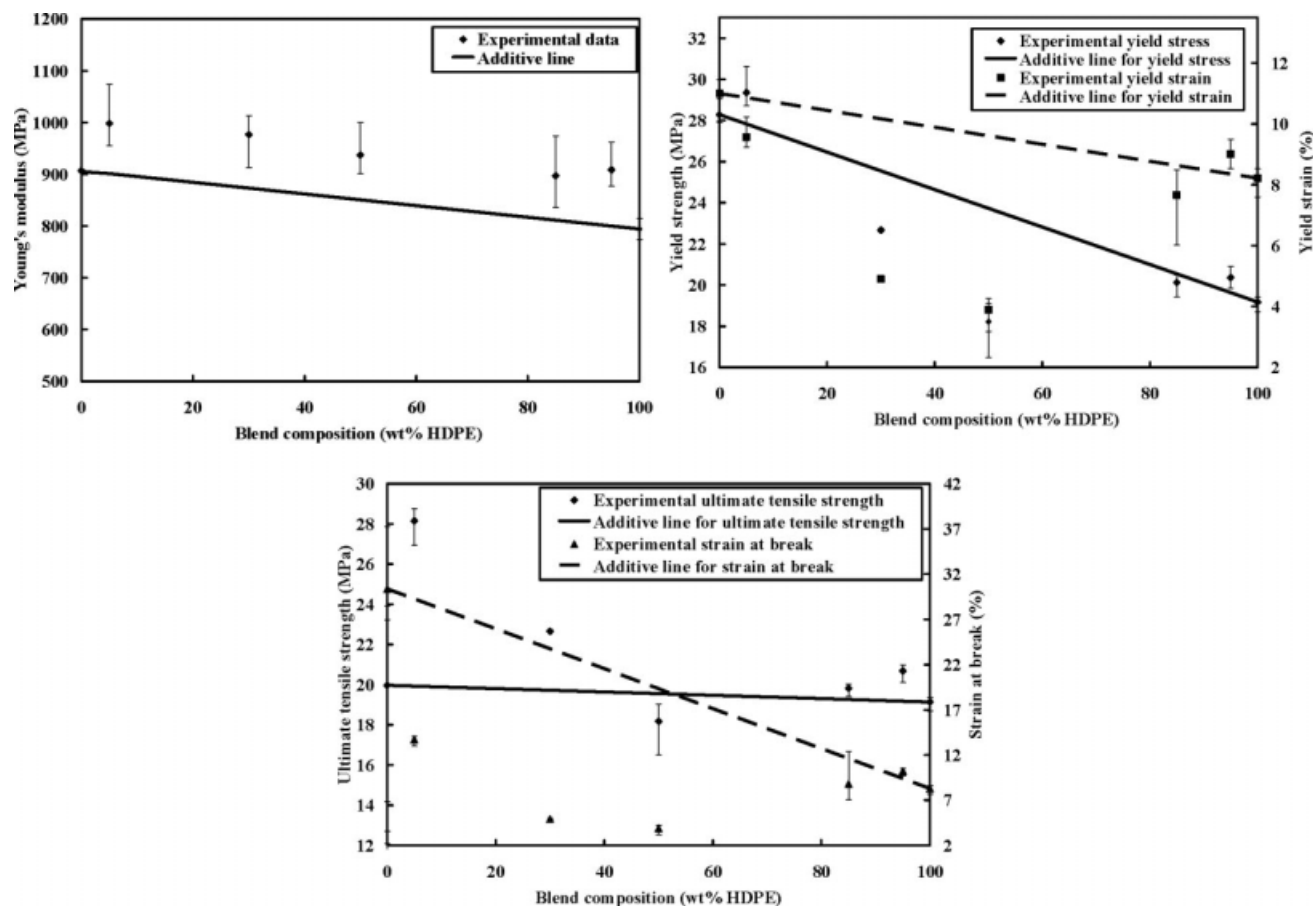 1200
1100
1000
900
800
700
600
500
Young's modulus (MPa)
Experimental data
Additive line
0 20 40 60 80 100
Blend composition (wt% HDPE)
32
30
28
26
24
22
20
18
16
Yield strength (MPa)
Experimental yield stress
Additive line for yield stress
Experimental yield strain
Additive line for yield strain
12
10
8
6
4
2
Yield strain (%)
0 20 40 60 80 100
Blend composition (wt% HDPE)
30
28
26
24
22
20
18
16
14
12
Ultimate tensile strength (MPa)
Experimental ultimate tensile strength
Additive line for ultimate tensile strength
Experimental strain at break
Additive line for strain at break
42
37
32
27
22
17
12
7
2
Strain at break (%)
0 20 40 60 80 100
Blend composition (wt% HDPE)